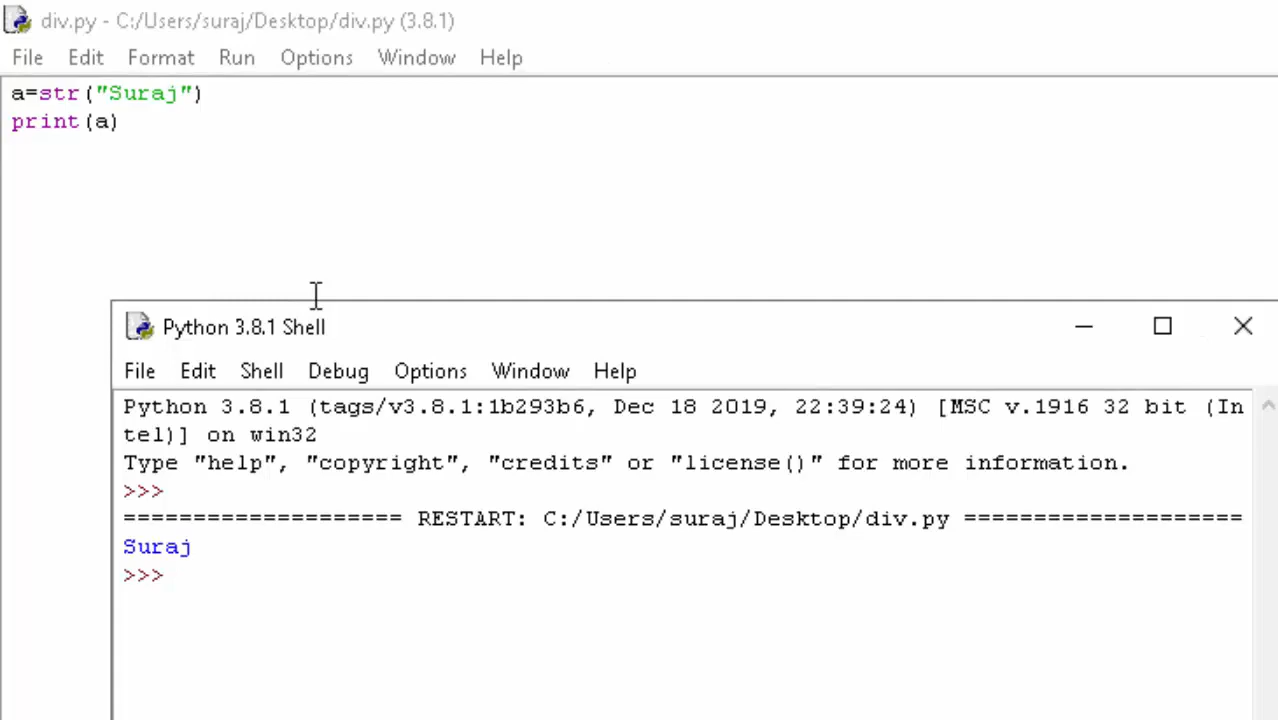 div.py - C:/Users/suraj/Desktop/div.py (3.8.1)
File Edit Format Run Options Window Help
a=str("Suraj")
print(a)
Python 3.8.1 Shell
File Edit Shell Debug Options Window Help
Python 3.8.1 (tags/v3.8.1:1b293b6, Dec 18 2019, 22:39:24) [MSC v.1916 32 bit (In
tel)] on win32
Type "help", "copyright", "credits" or "license()" for more information.
>>>
==================== RESTART: C:/Users/suraj/Desktop/div.py ====================
Suraj
>>>